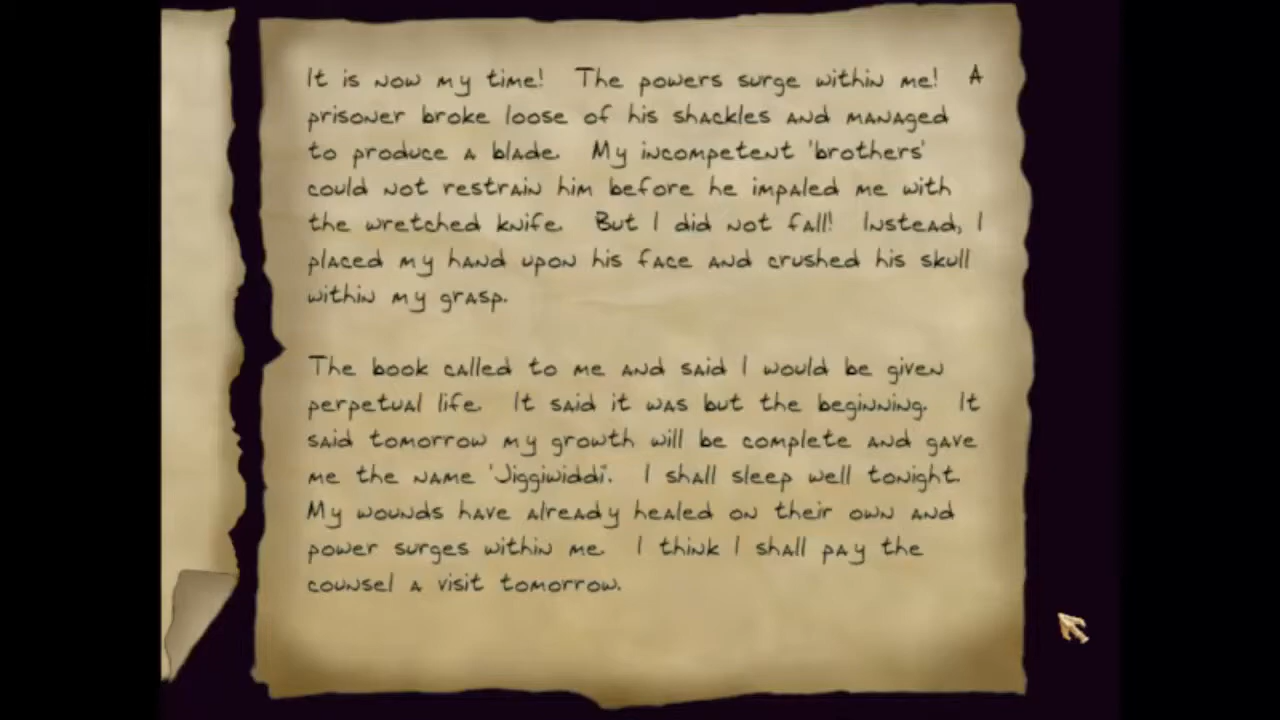 It is now my time!  The powers surge within me!  A
prisoner broke loose of his shackles and managed
to produce a blade.  My incompetent 'brothers'
could not restrain him before he impaled me with
the wretched knife.  But I did not fall!  Instead, I
placed my hand upon his face and crushed his skull
within my grasp.
The book called to me and said I would be given
perpetual life.  It said it was but the beginning.  It
said tomorrow my growth will be complete and gave
me the name 'Jiggiwiddi'.  I shall sleep well tonight.
My wounds have already healed on their own and
power surges within me.  I think I shall pay the
counsel a visit tomorrow.